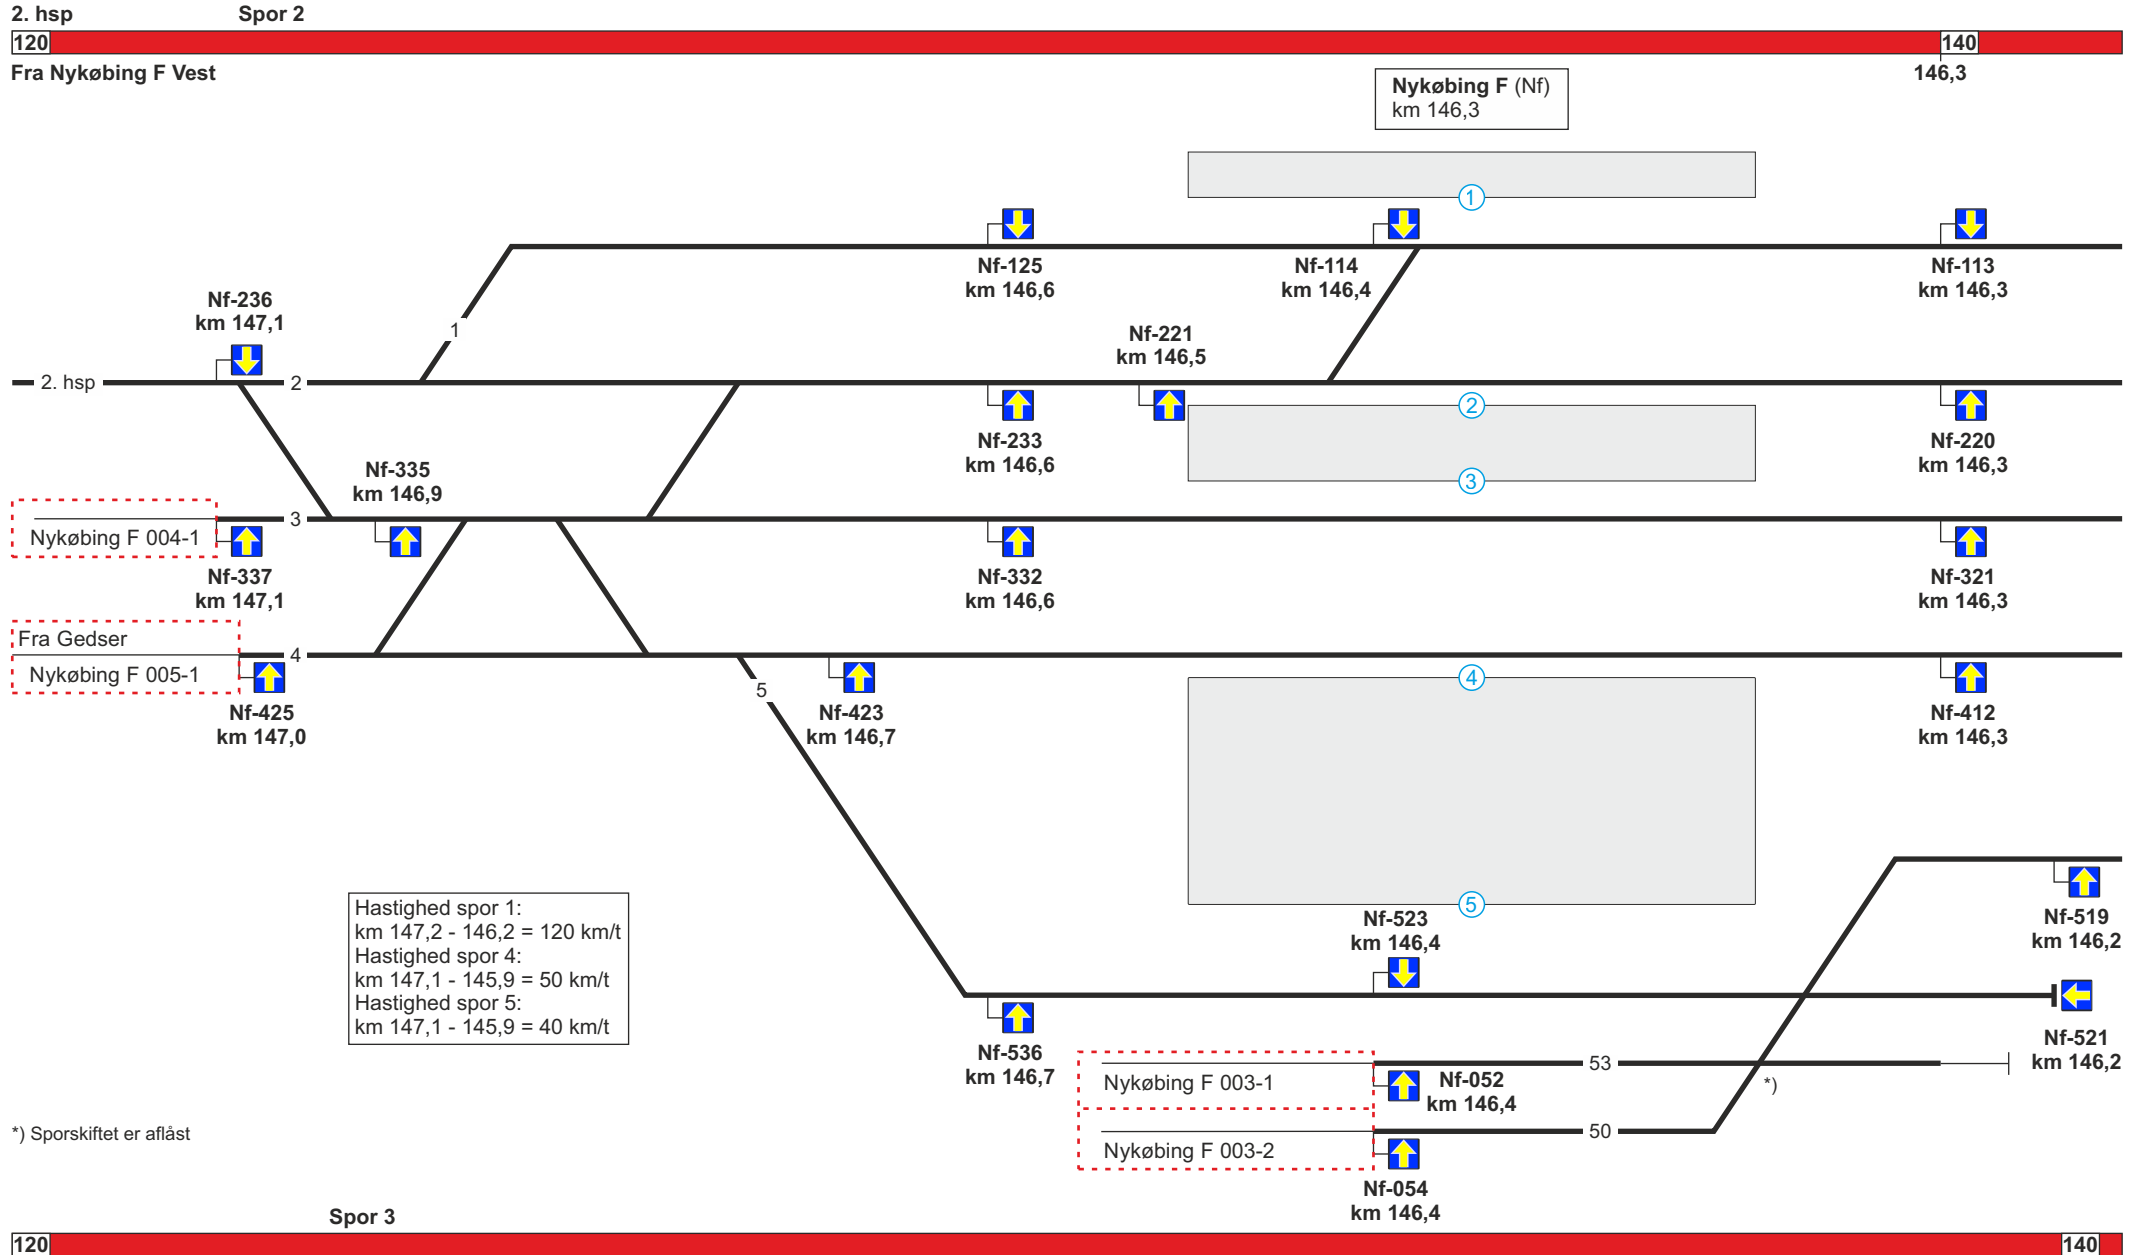 2. hsp Spor 2
120 140
Fra Nykøbing F Vest 146,3
Nykøbing F (Nf)
km 146,3
1
Nf-125
km 146,6
Nf-114
km 146,4
Nf-113
km 146,3
Nf-236
km 147,1
1
Nf-221
km 146,5
2. hsp 2
2
Nf-233
km 146,6
Nf-220
km 146,3
Nf-335
km 146,9
3
3
Nykøbing F 004-1
Nf-337
km 147,1
Nf-332
km 146,6
Nf-321
km 146,3
Fra Gedser
4
Nykøbing F 005-1
4
5
Nf-425
km 147,0
Nf-423
km 146,7
Nf-412
km 146,3
Hastighed spor 1:
km 147,2 - 146,2 = 120 km/t
Hastighed spor 4:
km 147,1 - 145,9 = 50 km/t
Hastighed spor 5:
km 147,1 - 145,9 = 40 km/t
5
Nf-523
km 146,4
Nf-519
km 146,2
Nf-536
km 146,7
Nf-521
km 146,2
53
Nykøbing F 003-1
Nf-052
km 146,4
*)
50
Nykøbing F 003-2
Nf-054
km 146,4
*) Sporskiftet er aflåst
Spor 3
120 140